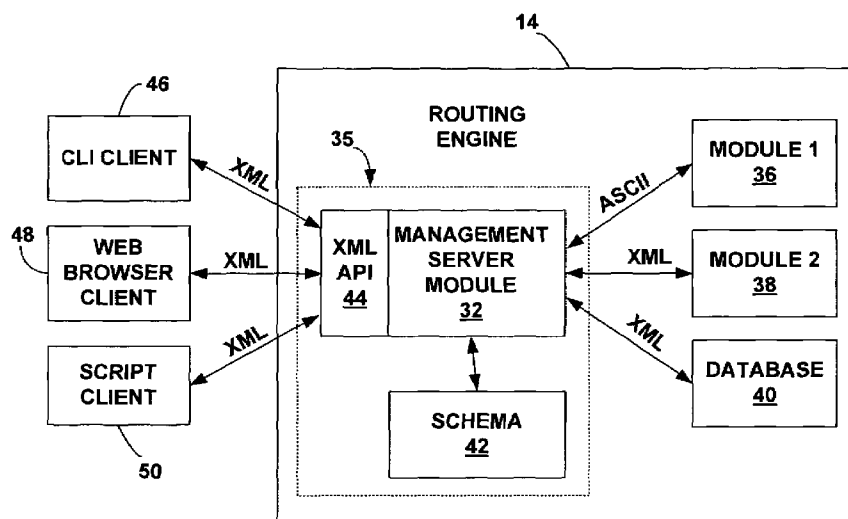 14
46
ROUTING
ENGINE
35
CLI CLIENT
XML
ASCII
MODULE 1
36
48
WEB
BROWSER
CLIENT
XML
XML
API
44
MANAGEMENT
SERVER
MODULE
32
XML
MODULE 2
38
XML
SCRIPT
CLIENT
50
XML
DATABASE
40
SCHEMA
42